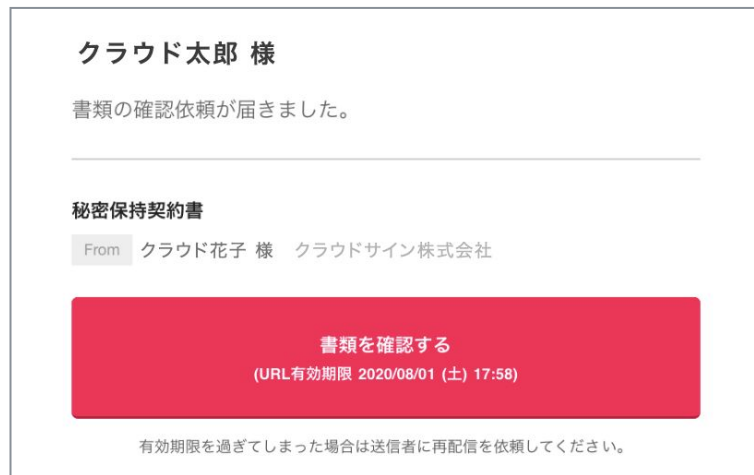 クラウド太郎 様
書類の確認依頼が届きました。
秘密保持契約書
From クラウド花子 様 クラウドサイン株式会社
書類を確認する
(URL有効期限 2020/08/01 (土) 17:58)
有効期限を過ぎてしまった場合は送信者に再配信を依頼してください。